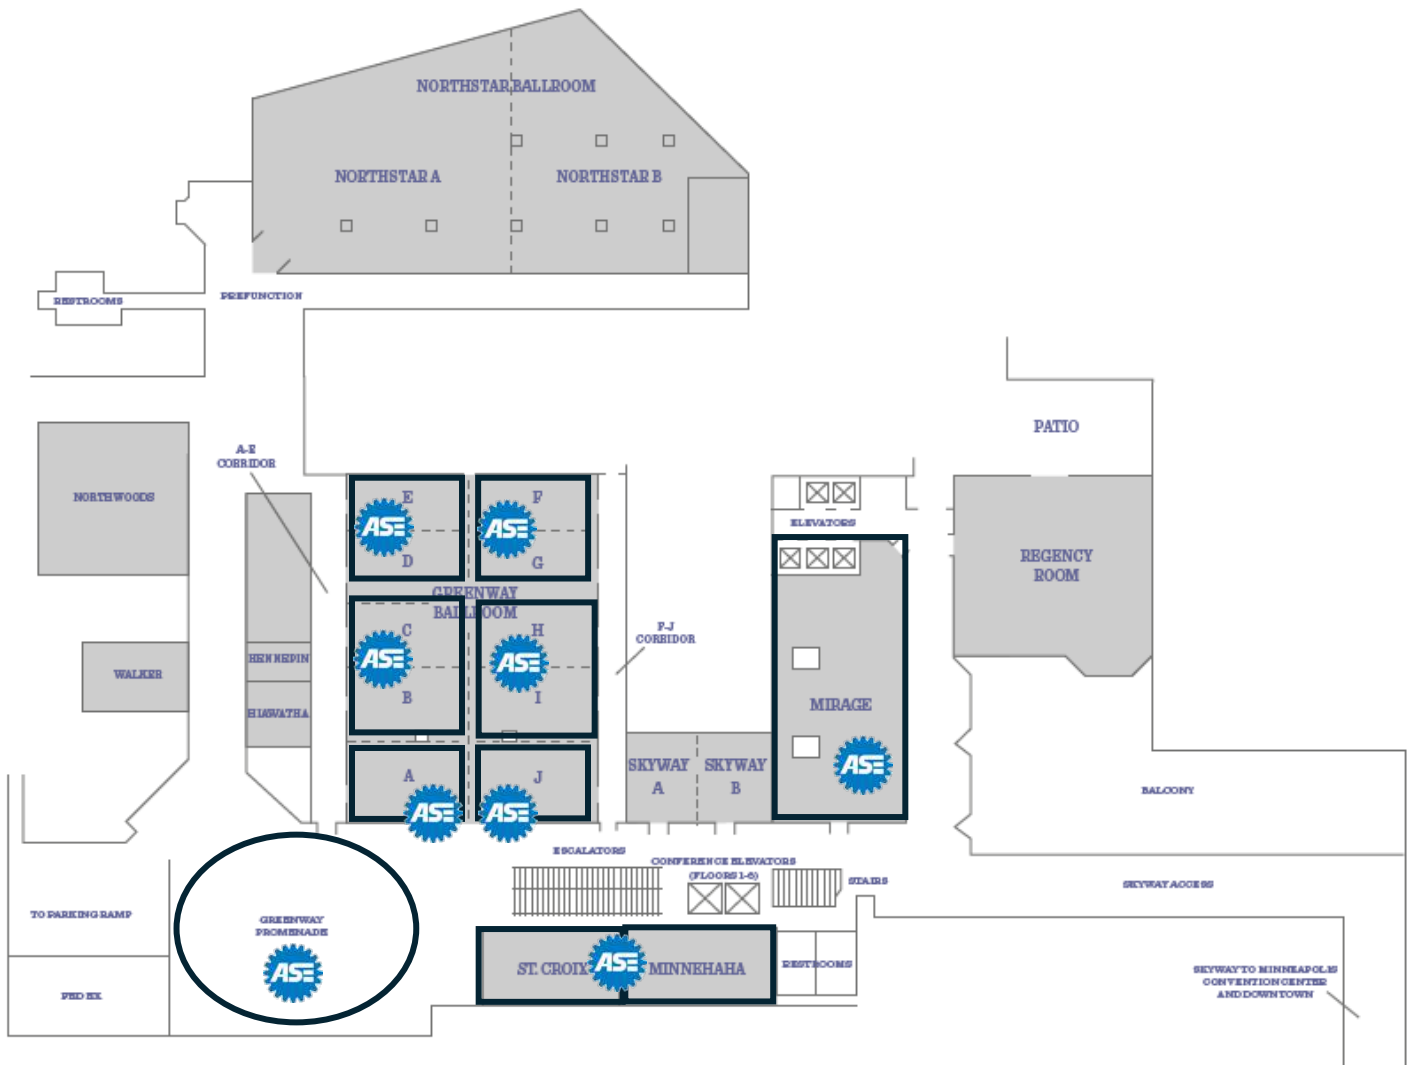 NORTHSTAR BALLROOM
NORTHSTAR A
NORTHSTAR B
RESTROOMS
PREFUNCTION
PATIO
A-E
CORRIDOR
NORTHWOODS
E
F
ASE
ASE
D
G
ELEVATORS
REGENCY
ROOM
GREENWAY
BALLROOM
C
H
F-J
CORRIDOR
ASE
ASE
HENNEPIN
WALKER
B
I
MIRAGE
HIAWATHA
SKYWAY
A
SKYWAY
B
ASE
A
J
ASE
ASE
BALCONY
ESCALATORS
CONFERENCE ELEVATORS
(FLOORS 1-6)
STAIRS
SKYWAY ACCESS
TO PARKING RAMP
GREENWAY
PROMENADE
ASE
ST. CROIX
ASE
MINNEHAHA
RESTROOMS
FED EX
SKYWAY TO MINNEAPOLIS
CONVENTION CENTER
AND DOWNTOWN